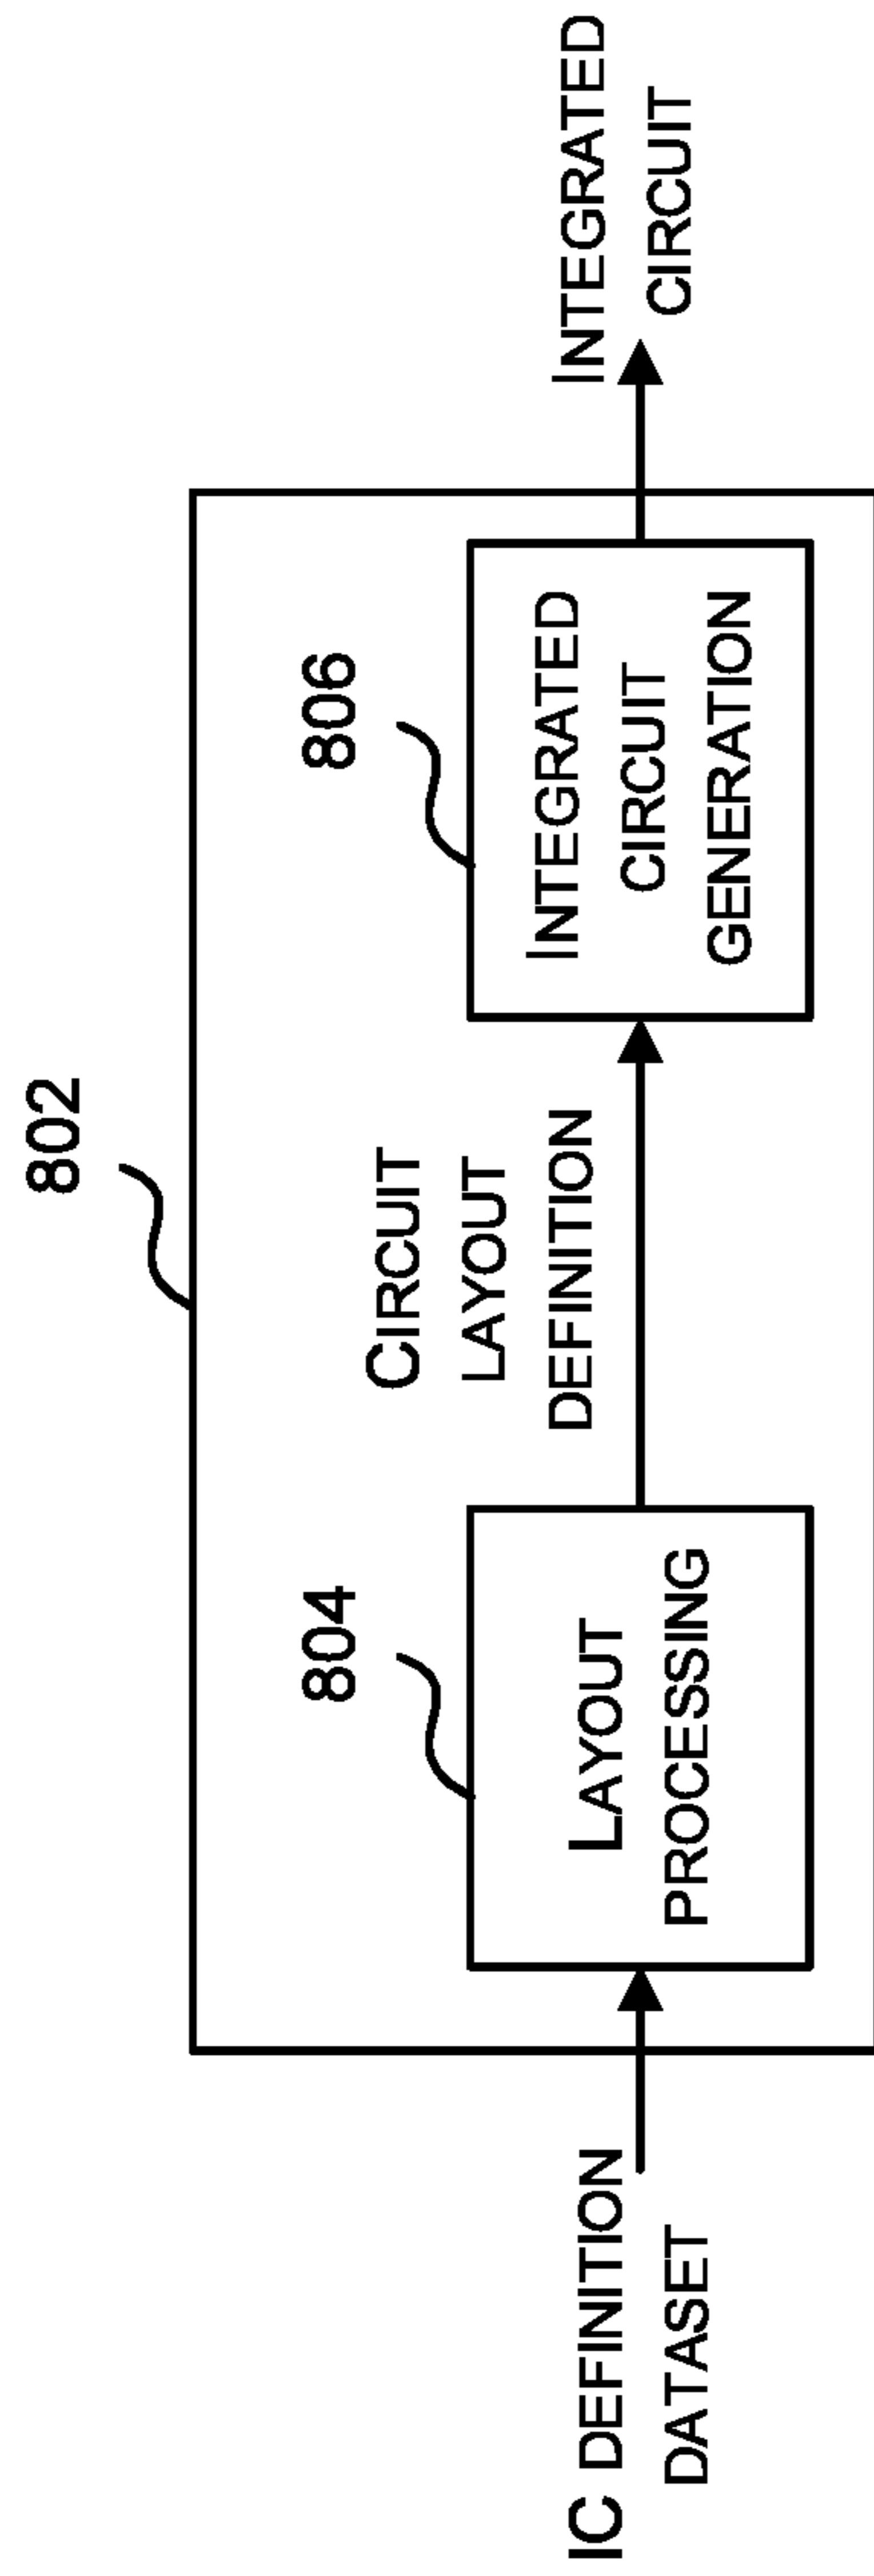 802
IC DEFINITION
DATASET
804
LAYOUT
PROCESSING
CIRCUIT
LAYOUT
DEFINITION
806
INTEGRATED
CIRCUIT
GENERATION
INTEGRATED
CIRCUIT